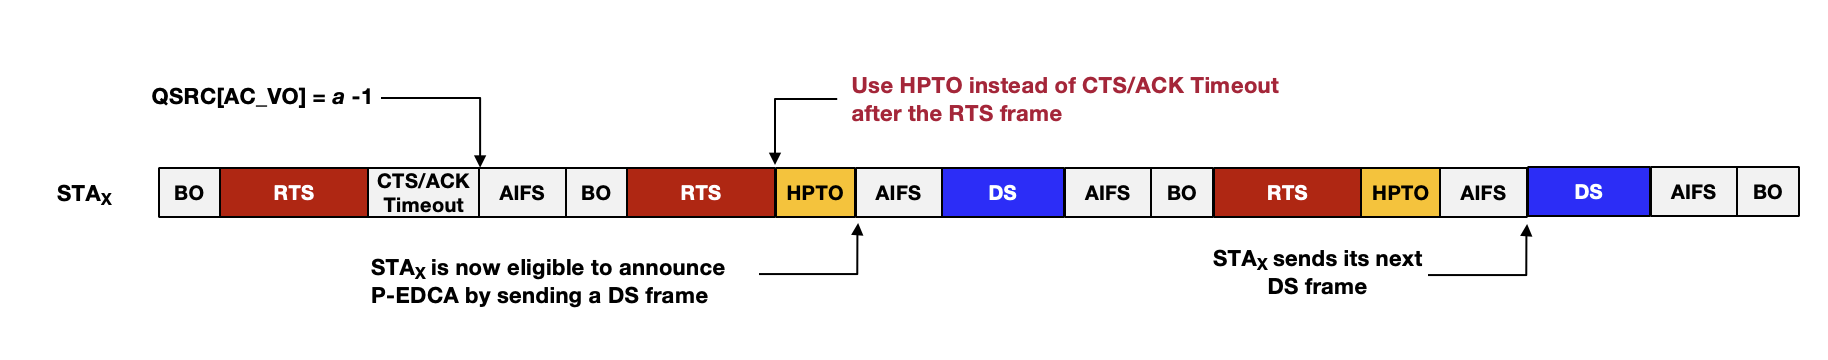 QSRC[AC_VO] = a -1
Use HPTO instead of CTS/ACK Timeout
after the RTS frame
STAX
BO
RTS
CTS/ACK
Timeout
AIFS
BO
RTS
HPTO
AIFS
DS
AIFS
BO
RTS
HPTO
AIFS
DS
AIFS
BO
STAX is now eligible to announce
P-EDCA by sending a DS frame
STAX sends its next
DS frame